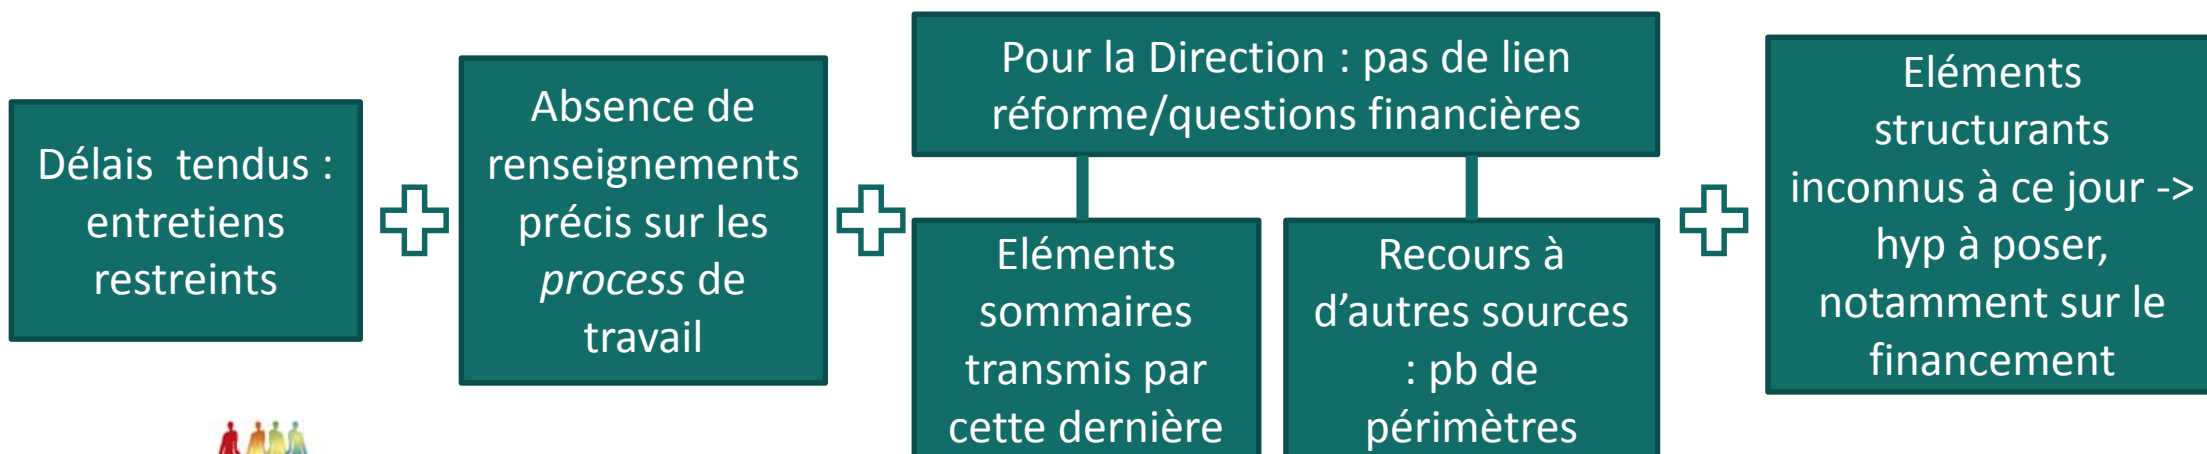 Délais tendus :
entretiens
restreints
Absence de
renseignements
précis sur les
process de
travail
Pour la Direction : pas de lien
réforme/questions financières
Eléments
sommaires
transmis par
cette dernière
Recours à
d’autres sources
: pb de
périmètres
Eléments
structurants
inconnus à ce jour ->
hyp à poser,
notamment sur le
financement